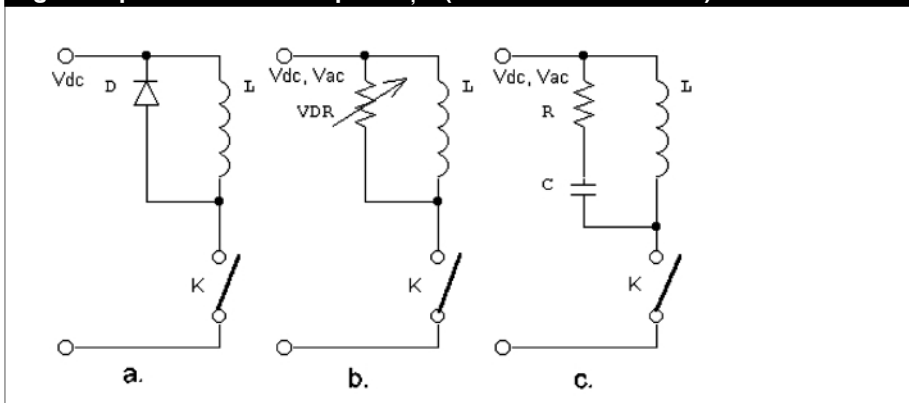 Vdc D L
Vdc, Vac VDR L
Vdc, Vac R L
C
K K K
a. b. c.